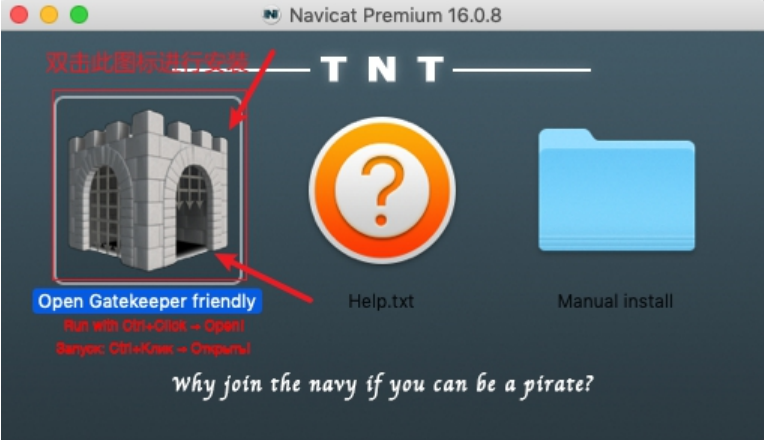 Navicat Premium 16.0.8
双击此图标进行安装
TNT
Open Gatekeeper friendly
Help.txt
Manual install
Run with Ctrl+Click → Open!
Запуск: Ctrl+Клик → Открыть!
Why join the navy if you can be a pirate?